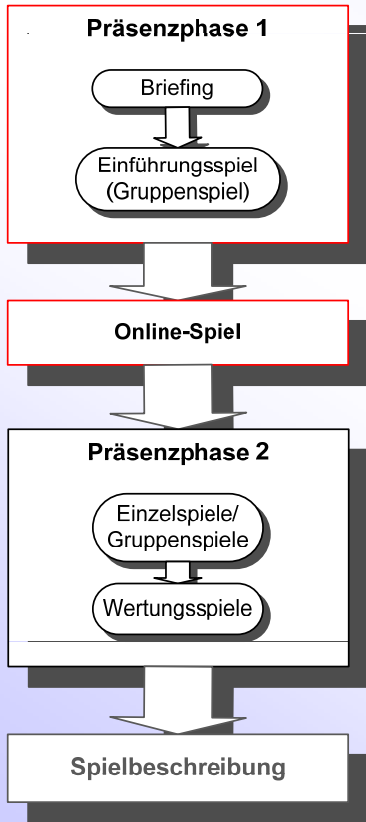 Präsenzphase 1
Briefing
Einführungsspiel
(Gruppenspiel)
Online-Spiel
Präsenzphase 2
Einzelspiele/
Gruppenspiele
Wertungsspiele
Spielbeschreibung